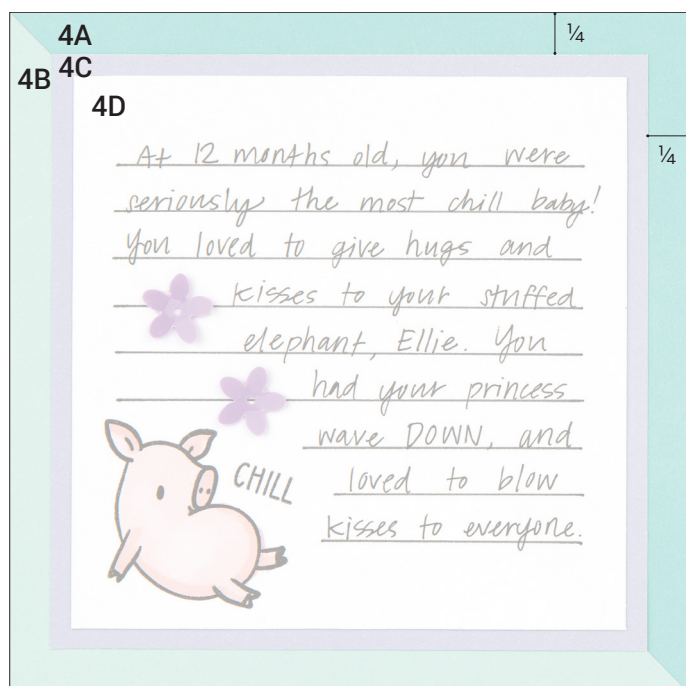 4A
¼
4B
4C
¼
4D
At 12 months old, you were
seriously the most chill baby!
You loved to give hugs and
kisses to your stuffed
elephant, Ellie. You
had your princess
wave DOWN, and
loved to blow
kisses to everyone.
CHILL